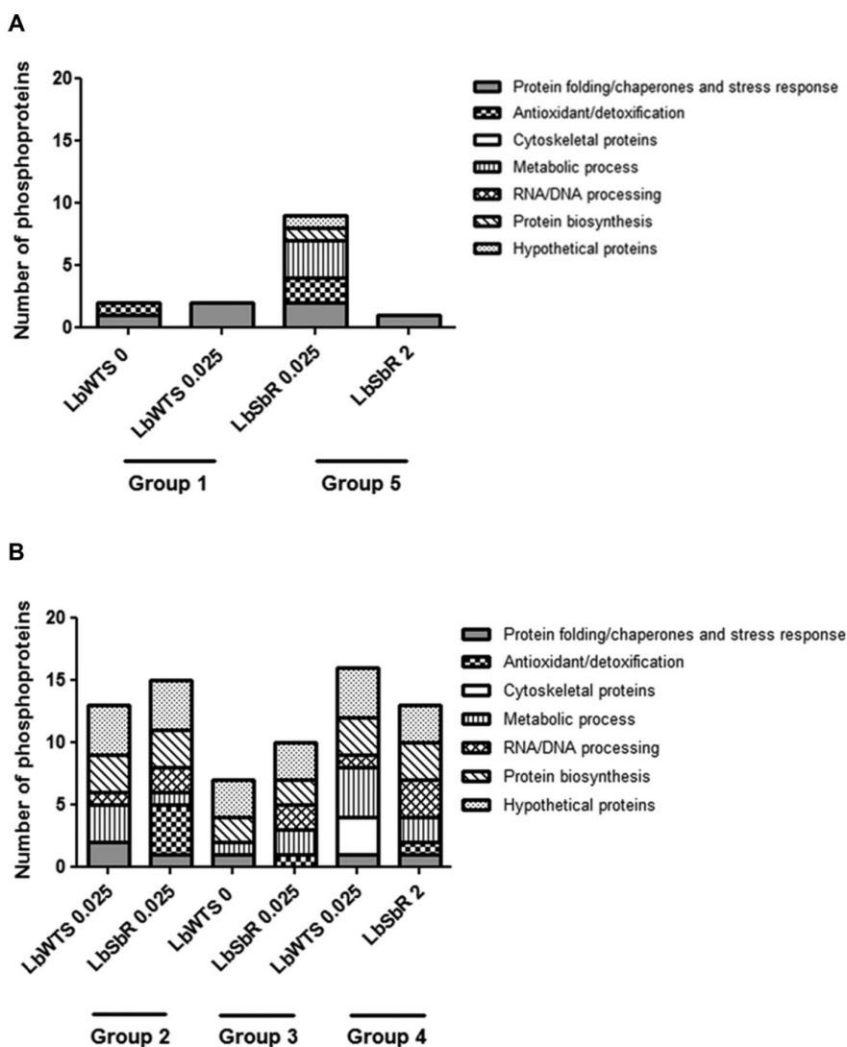 A
Number of phosphoproteins
20
15
10
5
0
LbWTS 0
LbWTS 0.025
LbSbR 0.025
LbSbR 2
Group 1
Group 5
Protein folding/chaperones and stress response
Antioxidant/detoxification
Cytoskeletal proteins
Metabolic process
RNA/DNA processing
Protein biosynthesis
Hypothetical proteins
B
Number of phosphoproteins
20
15
10
5
0
LbWTS 0.025
LbSbR 0.025
LbWTS 0
LbSbR 0.025
LbWTS 0.025
LbSbR 2
Group 2
Group 3
Group 4
Protein folding/chaperones and stress response
Antioxidant/detoxification
Cytoskeletal proteins
Metabolic process
RNA/DNA processing
Protein biosynthesis
Hypothetical proteins